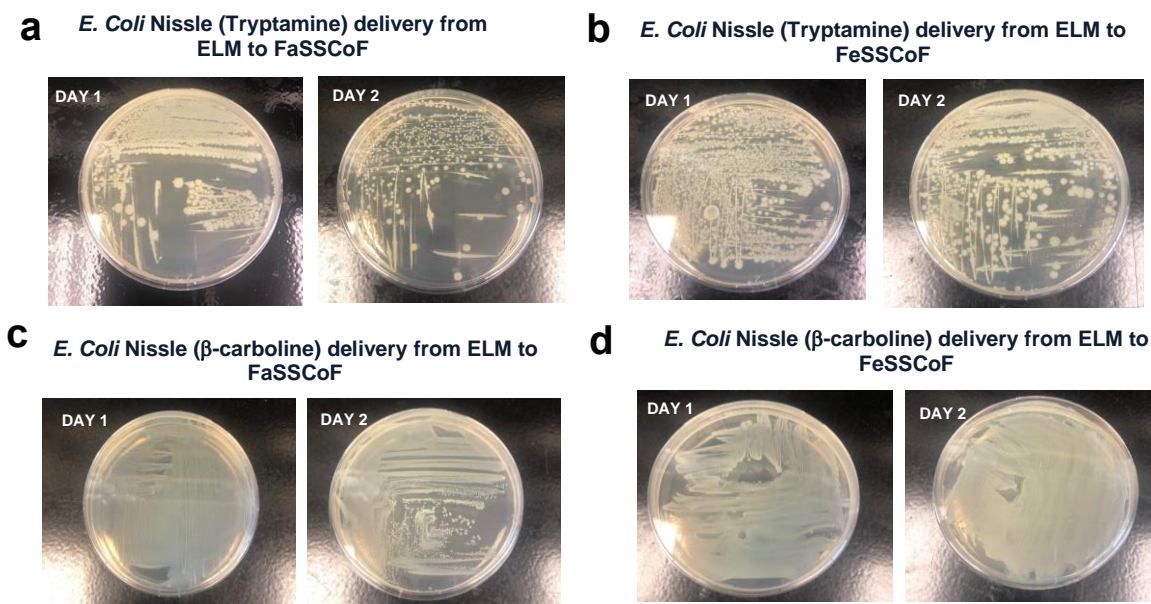 a
E. Coli Nissle (Tryptamine) delivery from
ELM to FaSSCoF
DAY 1
DAY 2
b
E. Coli Nissle (Tryptamine) delivery from ELM to
FeSSCoF
DAY 1
DAY 2
c
E. Coli Nissle (β-carboline) delivery from ELM to
FaSSCoF
DAY 1
DAY 2
d
E. Coli Nissle (β-carboline) delivery from ELM to
FeSSCoF
DAY 1
DAY 2